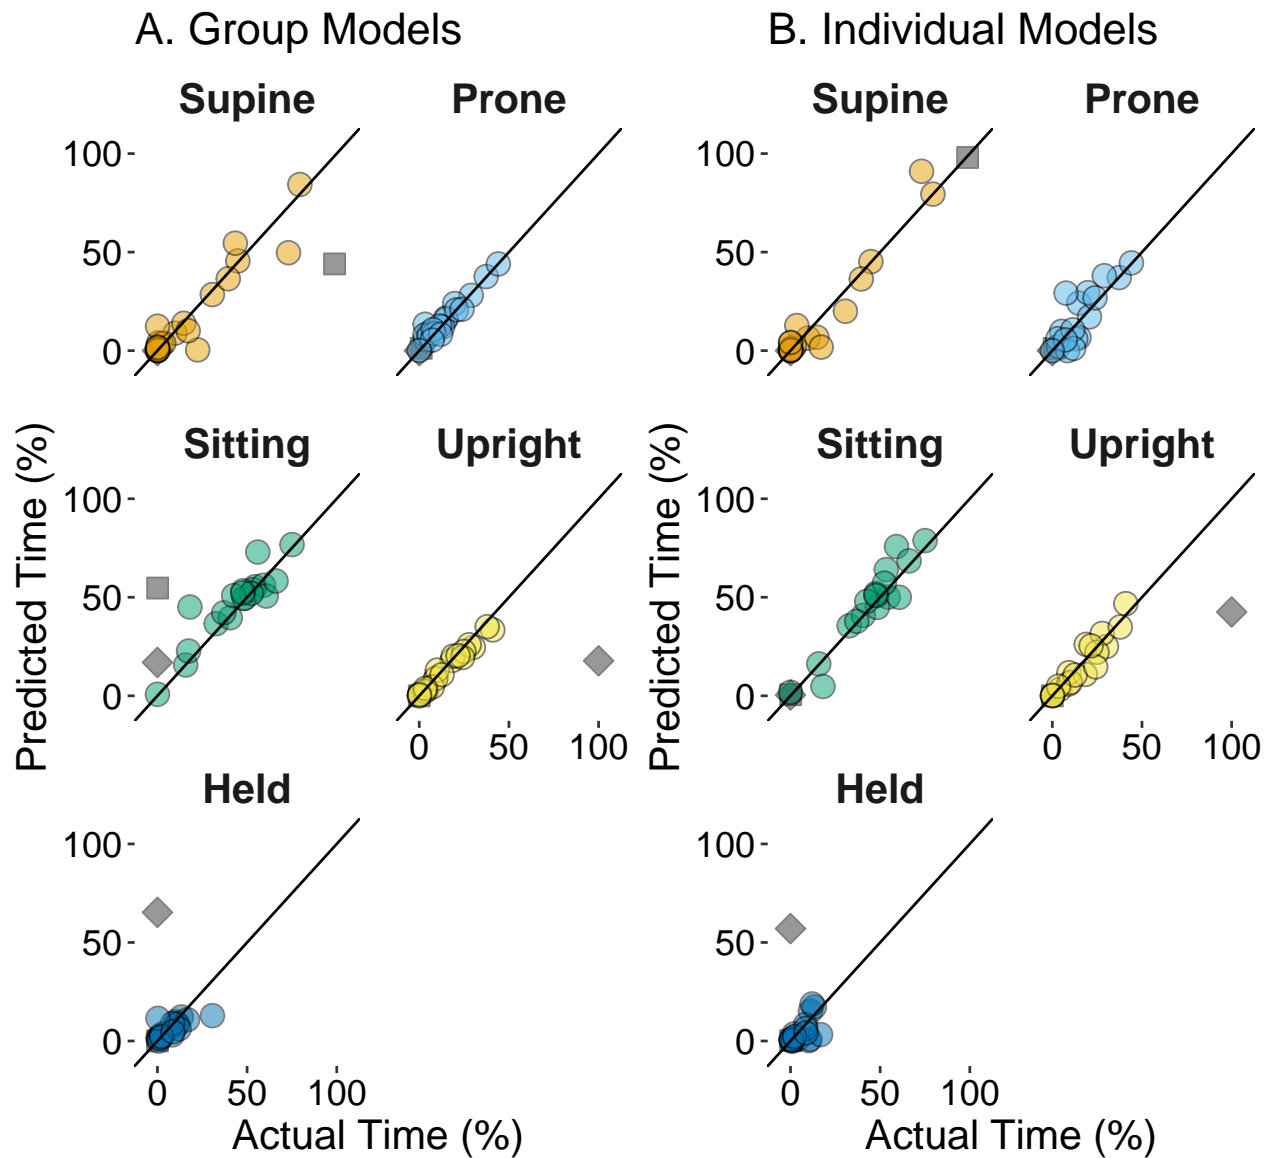 A. Group Models
B. Individual Models
Supine
Prone
Supine
Prone
100
50
0
100
50
0
Sitting
Upright
Sitting
Upright
100
50
0
0 50 100
100
50
0
0 50 100
Held
Held
100
50
0
0 50 100
100
50
0
0 50 100
Predicted Time (%)
Predicted Time (%)
Actual Time (%)
Actual Time (%)